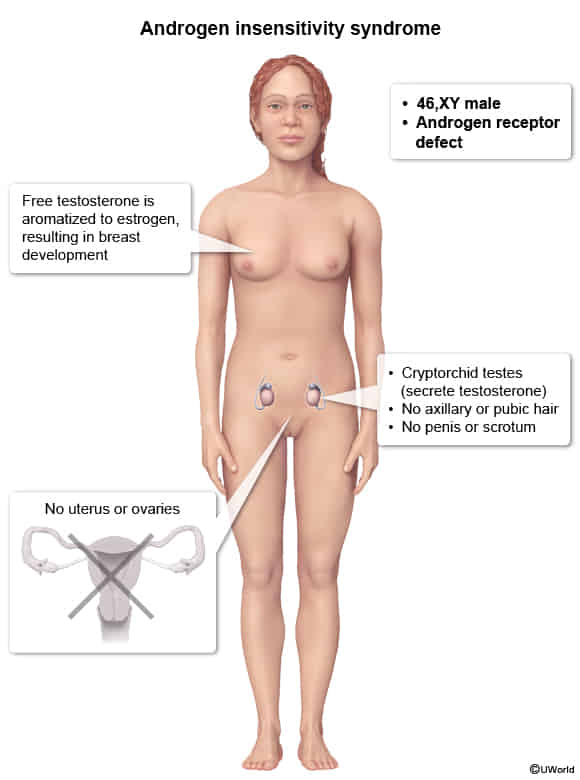 Androgen insensitivity syndrome
• 46,XY male
• Androgen receptor
defect
Free testosterone is
aromatized to estrogen,
resulting in breast
development
• Cryptorchid testes
(secrete testosterone)
• No axillary or pubic hair
• No penis or scrotum
No uterus or ovaries
©UWorld